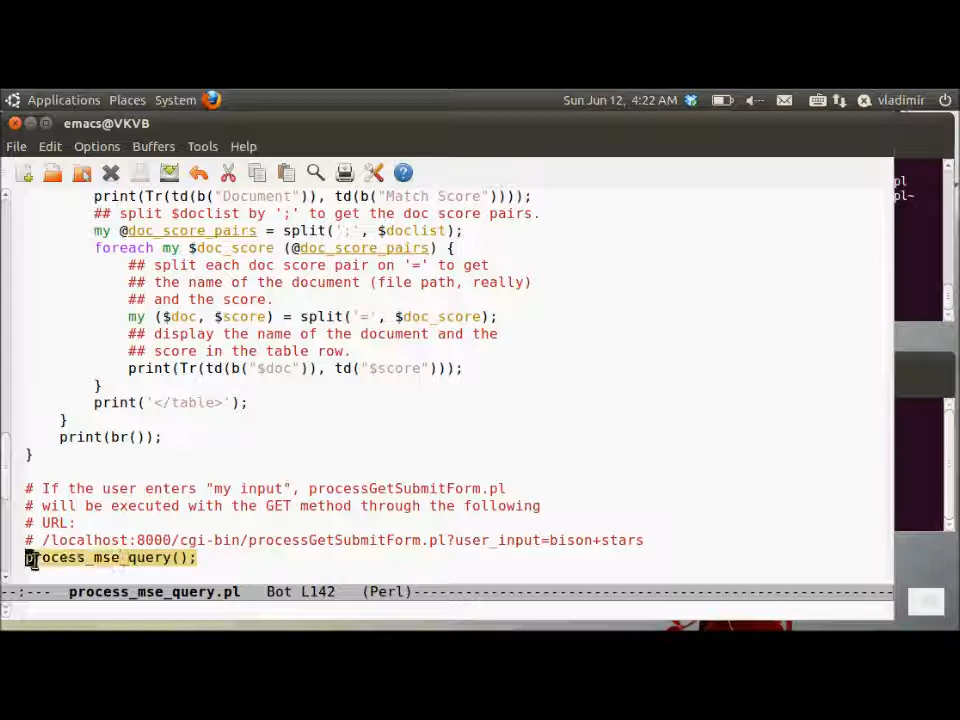 Applications Places System Sun Jun 12, 4:22 AM vladimir
emacs@VKVB
File Edit Options Buffers Tools Help
print(Tr(td(b("Document")), td(b("Match Score"))));
## split $doclist by ';' to get the doc score pairs.
my @doc_score_pairs = split(';', $doclist);
foreach my $doc_score (@doc_score_pairs) {
## split each doc score pair on '=' to get
## the name of the document (file path, really)
## and the score.
my ($doc, $score) = split('=', $doc_score);
## display the name of the document and the
## score in the table row.
print(Tr(td(b("$doc")), td("$score")));
}
print('</table>');
}
print(br());
}
# If the user enters "my input", processGetSubmitForm.pl
# will be executed with the GET method through the following
# URL:
# /localhost:8000/cgi-bin/processGetSubmitForm.pl?user_input=bison+stars
process_mse_query();
--:--- process_mse_query.pl Bot L142 (Perl)
pl
pl~